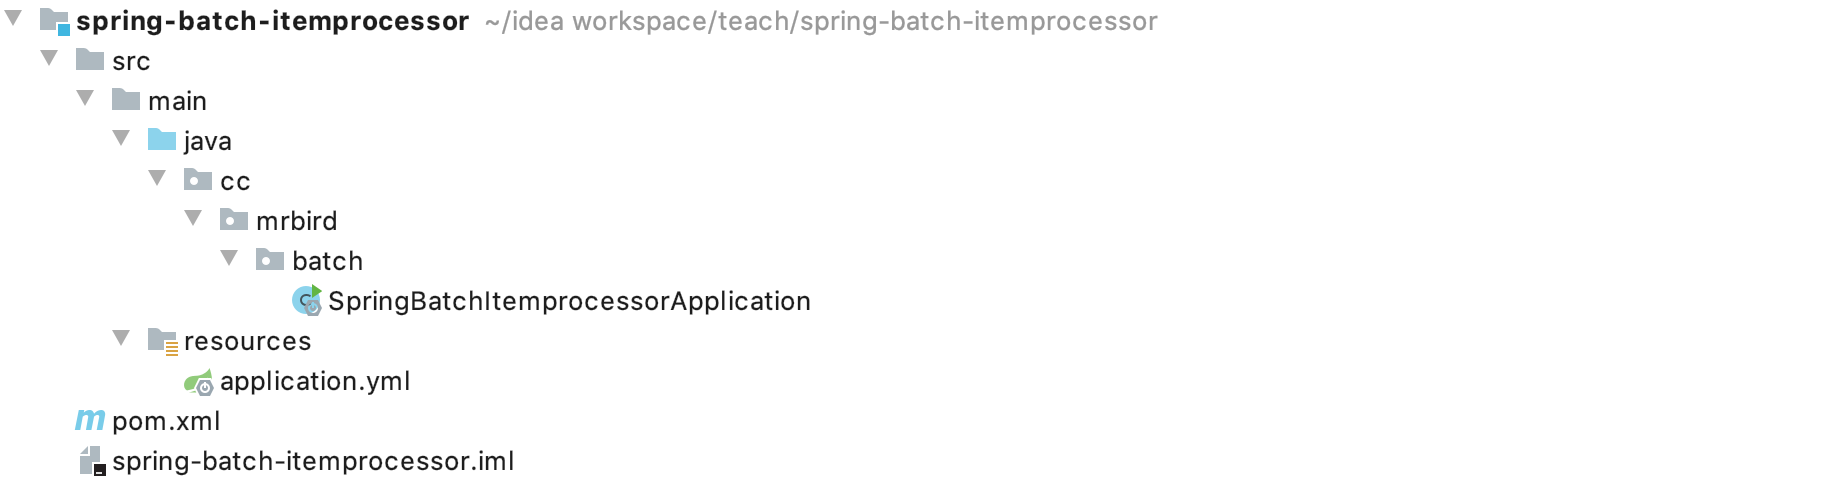 spring-batch-itemprocessor ~/idea workspace/teach/spring-batch-itemprocessor
src
main
java
cc
mrbird
batch
SpringBatchItemprocessorApplication
resources
application.yml
pom.xml
spring-batch-itemprocessor.iml